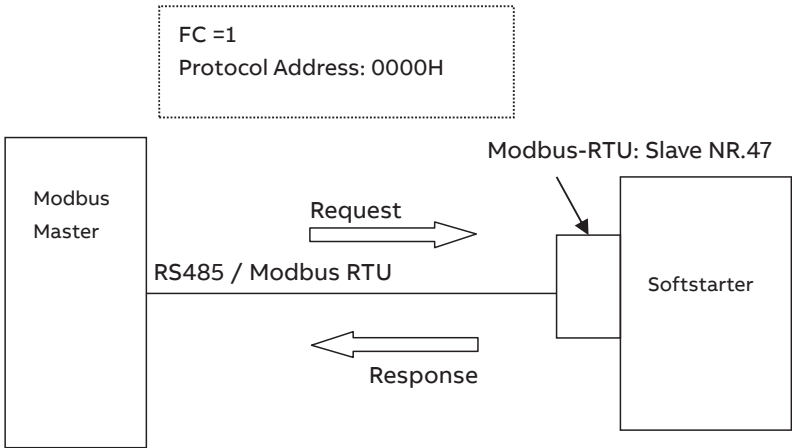 FC =1
Protocol Address: 0000H
Modbus-RTU: Slave NR.47
Modbus
Master
Request
RS485 / Modbus RTU
Softstarter
Response